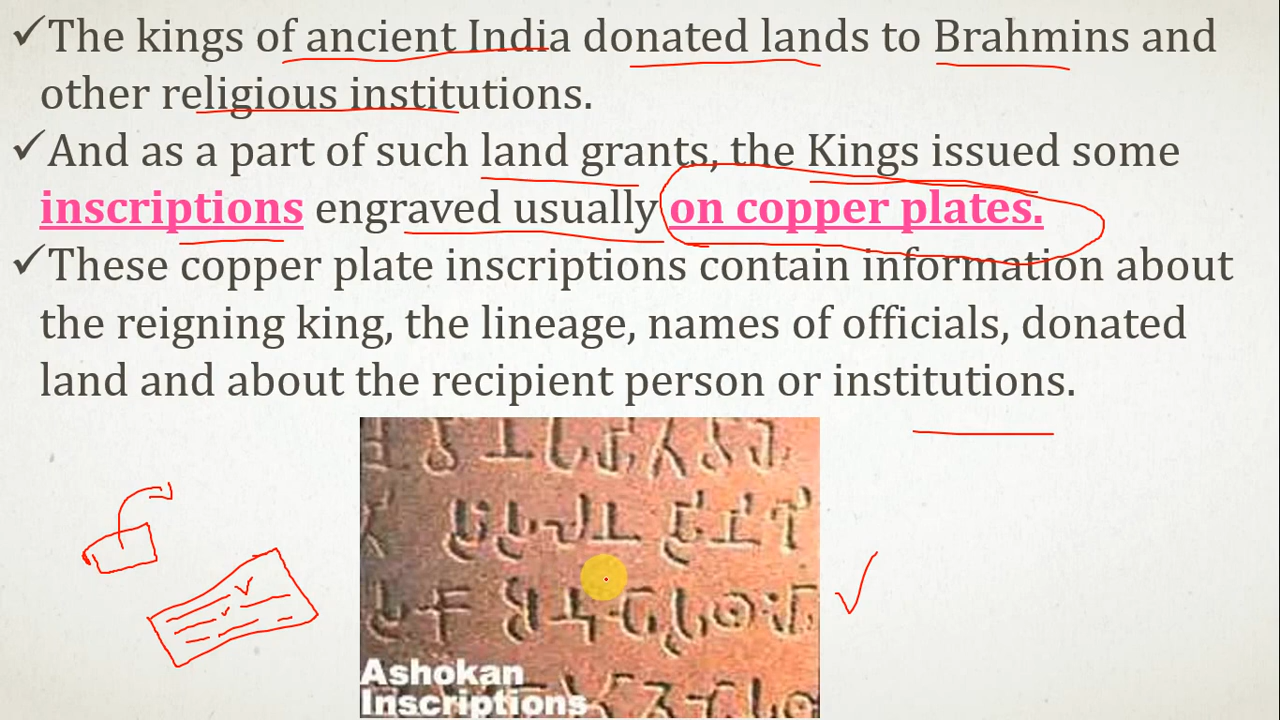 ✓The kings of ancient India donated lands to Brahmins and
other religious institutions.
✓And as a part of such land grants, the Kings issued some
inscriptions engraved usually on copper plates.
✓These copper plate inscriptions contain information about
the reigning king, the lineage, names of officials, donated
land and about the recipient person or institutions.
Ashokan
Inscriptions